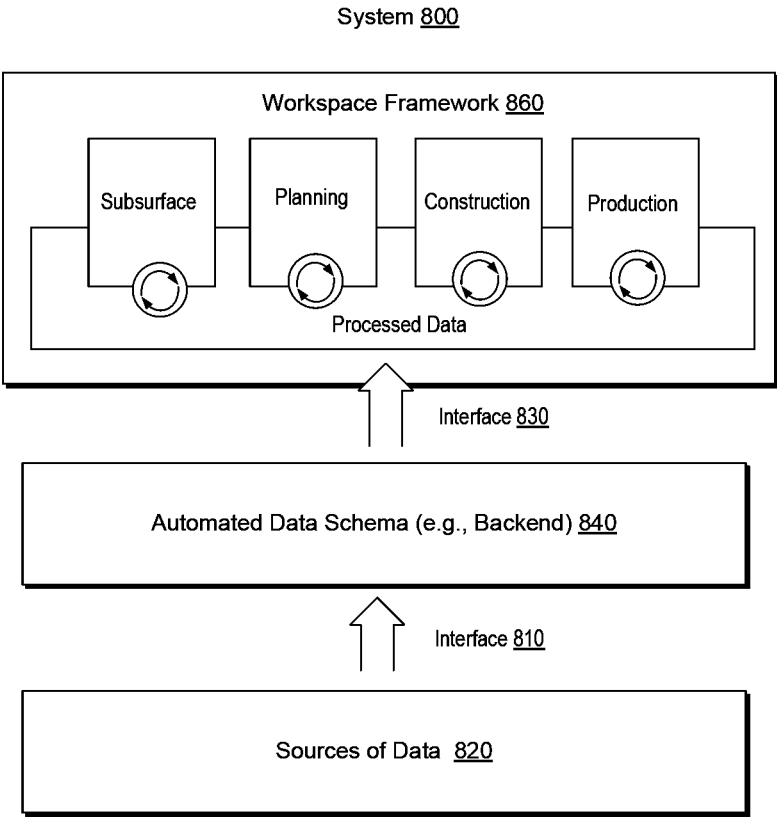 System 800
Workspace Framework 860
Subsurface
Planning
Construction
Production
Processed Data
Interface 830
Automated Data Schema (e.g., Backend) 840
Interface 810
Sources of Data 820